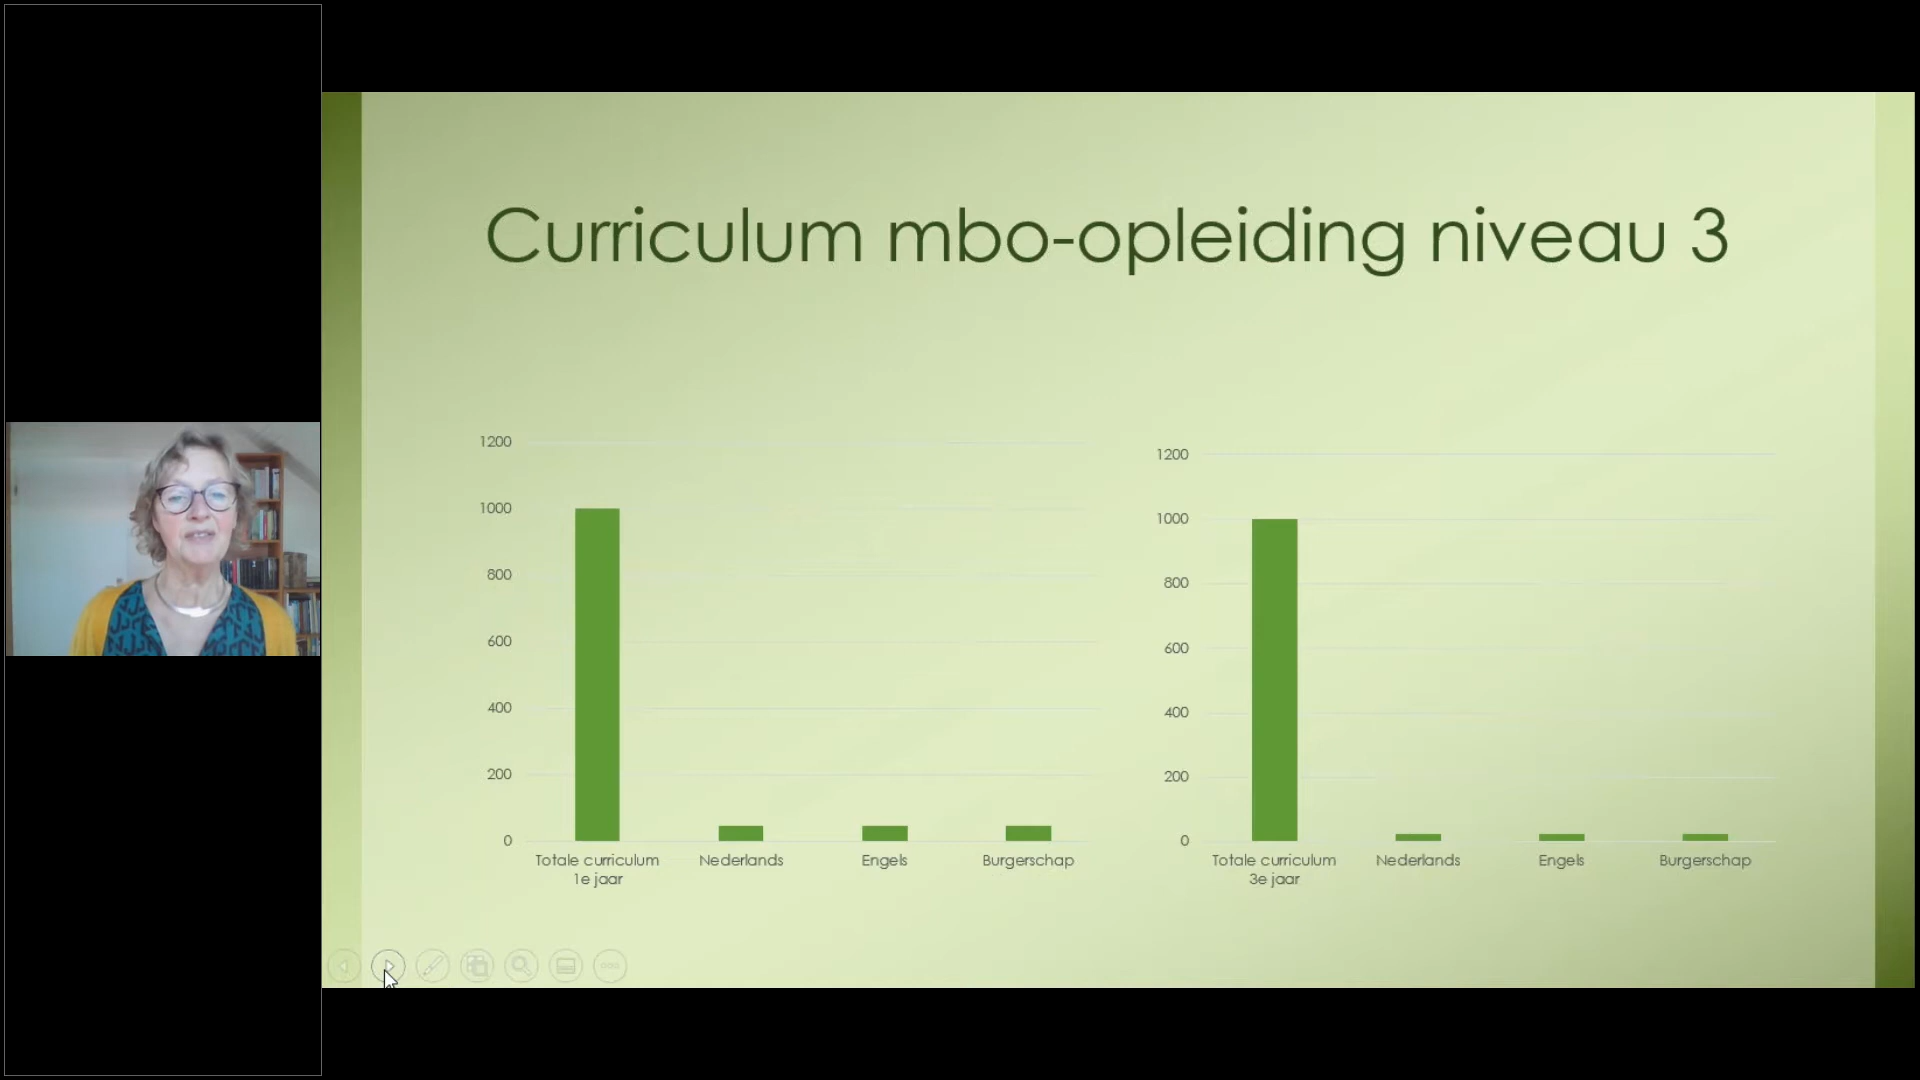 Curriculum mbo-opleiding niveau 3
1200
1000
800
600
400
200
0
Totale curriculum
1e jaar
Nederlands
Engels
Burgerschap
1200
1000
800
600
400
200
0
Totale curriculum
3e jaar
Nederlands
Engels
Burgerschap